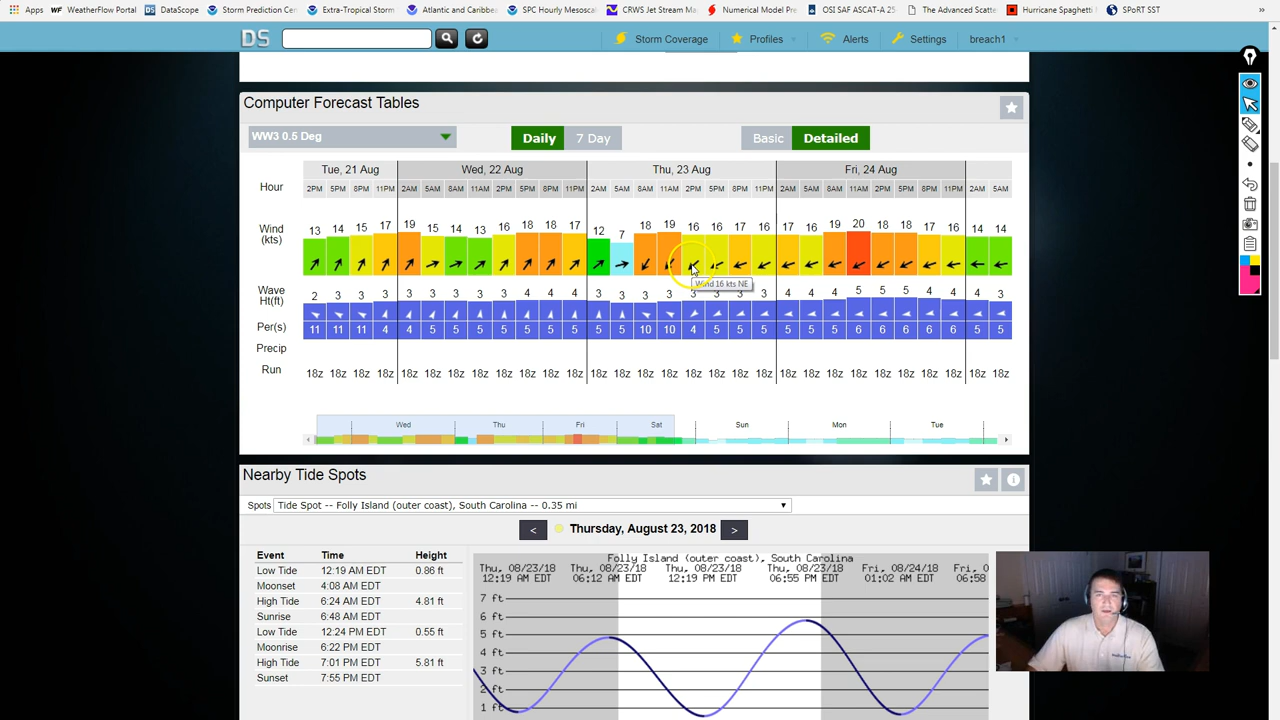 Apps WeatherFlow Portal DataScope Storm Prediction Cen Extra-Tropical Storm Atlantic and Caribbe SPC Hourly Mesosca CRWS Jet Stream Ma Numerical Model Pre OSI SAF ASCAT-A 25 The Advanced Scatte Hurricane Spaghetti SPoRT SST »
DS Storm Coverage Profiles Alerts Settings breach1
Computer Forecast Tables
WW3 0.5 Deg Daily 7 Day Basic Detailed
Tue, 21 Aug Wed, 22 Aug Thu, 23 Aug Fri, 24 Aug
Hour 2PM 5PM 8PM 11PM 2AM 5AM 8AM 11AM 2PM 5PM 8PM 11PM 2AM 5AM 8AM 11AM 2PM 5PM 8PM 11PM 2AM 5AM 8AM 11AM 2PM 5PM 8PM 11PM 2AM 5AM
Wind (kts) 13 14 15 17 19 15 14 13 16 18 18 17 12 7 18 19 16 16 17 16 17 16 19 20 18 18 17 16 14 14
Wind 16 kts NE
Wave Ht(ft) 2 3 3 3 3 3 3 3 3 3 3 3 3 3 3 3 3 3 3 3 4 4 4 5 5 5 4 4 4 3
Per(s) 11 11 11 4 4 5 5 5 5 5 5 5 5 5 10 10 4 5 5 5 5 5 5 6 6 6 6 6 5 5
Precip
Run 18z 18z 18z 18z 18z 18z 18z 18z 18z 18z 18z 18z 18z 18z 18z 18z 18z 18z 18z 18z 18z 18z 18z 18z 18z 18z 18z 18z 18z 18z
Wed Thu Fri Sat Sun Mon Tue
Nearby Tide Spots
Spots Tide Spot -- Folly Island (outer coast), South Carolina -- 0.35 mi
< Thursday, August 23, 2018 >
Event Time Height
Low Tide 12:19 AM EDT 0.86 ft
Moonset 4:08 AM EDT
High Tide 6:24 AM EDT 4.81 ft
Sunrise 6:48 AM EDT
Low Tide 12:24 PM EDT 0.55 ft
Moonrise 6:22 PM EDT
High Tide 7:01 PM EDT 5.81 ft
Sunset 7:55 PM EDT
Folly Island (outer coast), South Carolina
Thu, 08/23/18 Thu, 08/23/18 Thu, 08/23/18 Thu, 08/23/18 Fri, 08/24/18 Fri, 0
12:19 AM EDT 06:12 AM EDT 12:19 PM EDT 06:55 PM EDT 01:02 AM EDT 06:58
7 ft
6 ft
5 ft
4 ft
3 ft
2 ft
1 ft